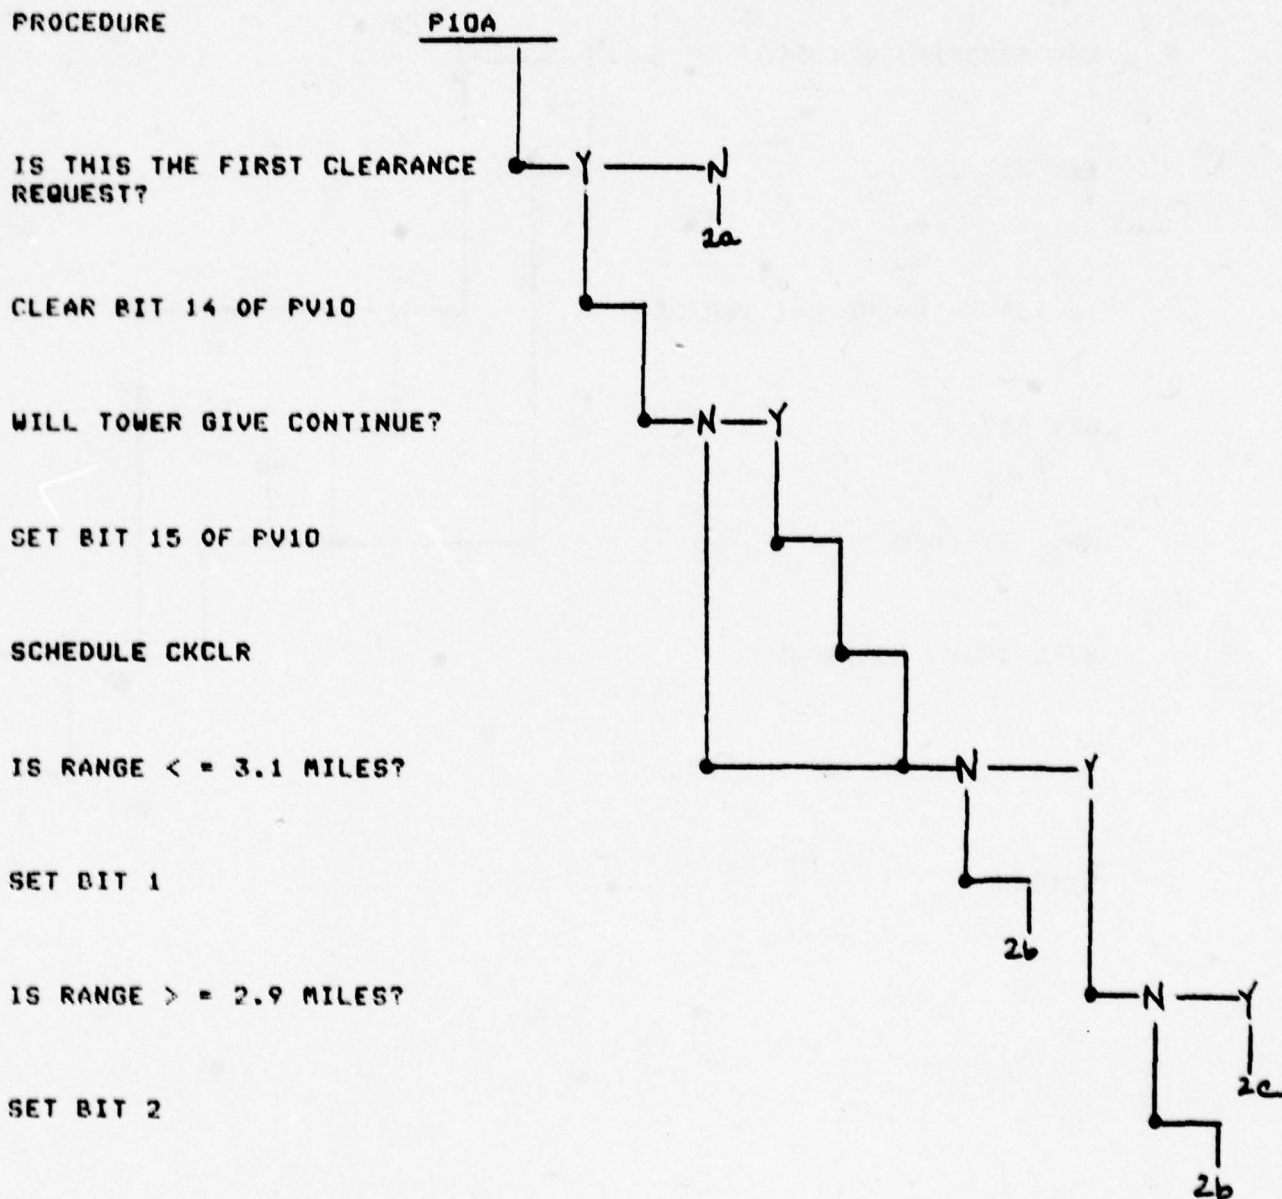 PROCEDURE P10A
IS THIS THE FIRST CLEARANCE Y N
REQUEST?
2a
CLEAR BIT 14 OF PV10
WILL TOWER GIVE CONTINUE? N Y
SET BIT 15 OF PV10
SCHEDULE CKCLR
IS RANGE < = 3.1 MILES? N Y
SET BIT 1
2b
IS RANGE > = 2.9 MILES? N Y
2c
SET BIT 2
2b